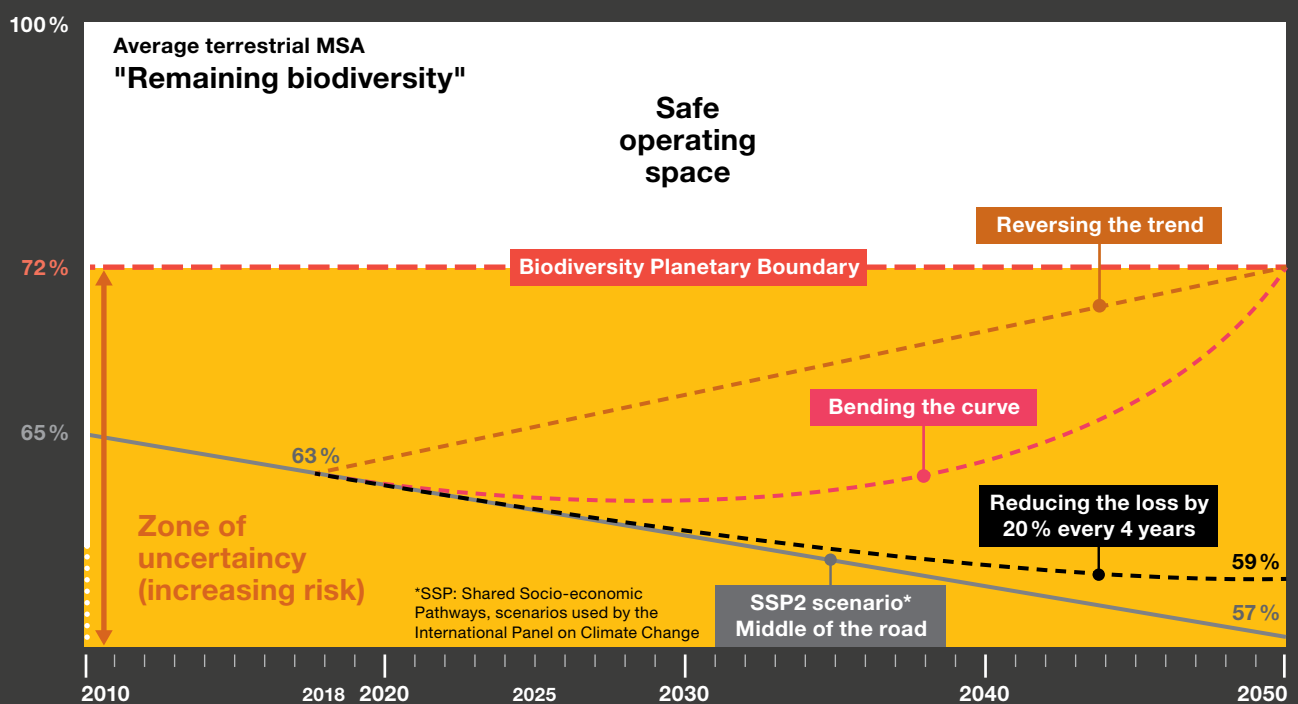 100 %
Average terrestrial MSA
"Remaining biodiversity"
Safe
operating
space
Reversing the trend
72 %
Biodiversity Planetary Boundary
Bending the curve
65 %
63 %
Reducing the loss by
20 % every 4 years
Zone of
uncertaincy
(increasing risk)
59 %
*SSP: Shared Socio-economic
Pathways, scenarios used by the
International Panel on Climate Change
SSP2 scenario*
Middle of the road
57 %
2010 2018 2020 2025 2030 2040 2050